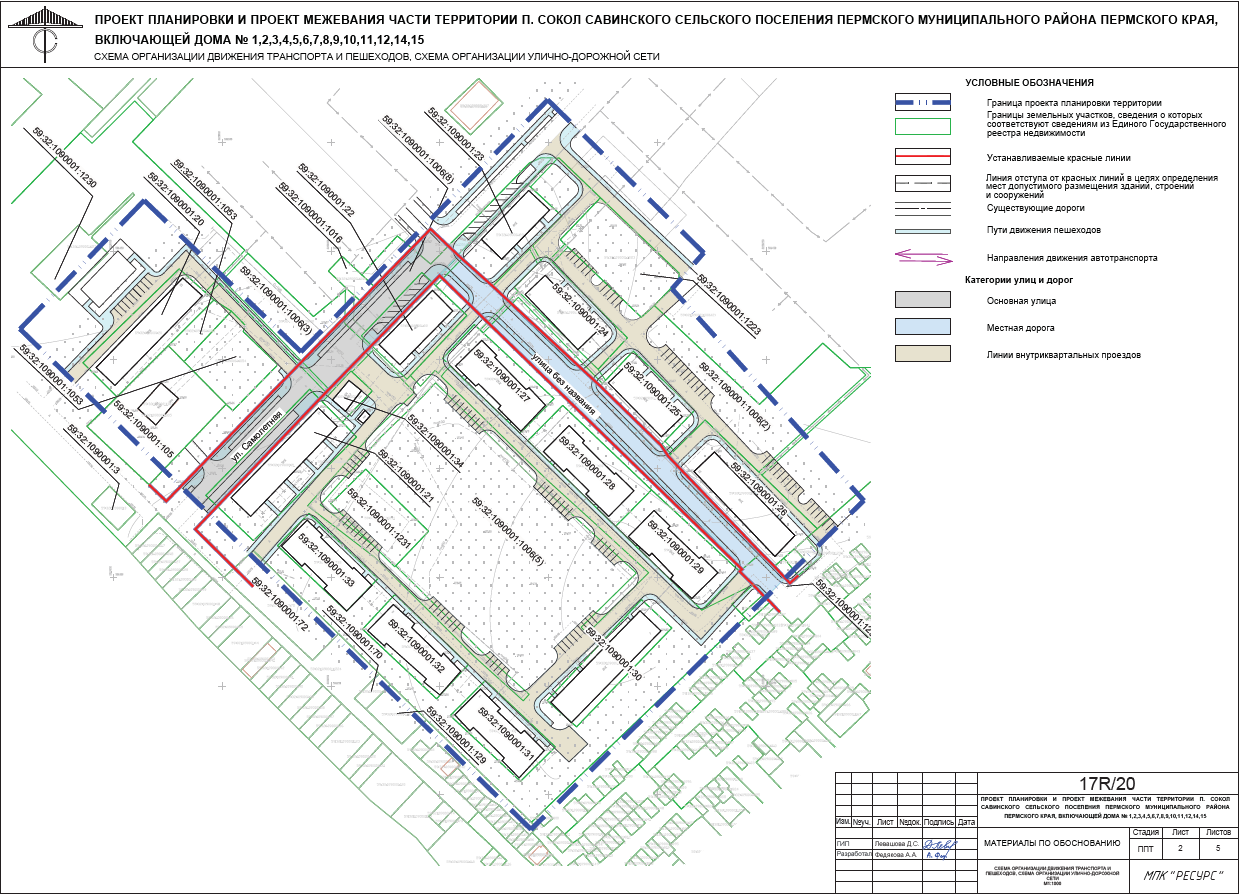 ПРОЕКТ ПЛАНИРОВКИ И ПРОЕКТ МЕЖЕВАНИЯ ЧАСТИ ТЕРРИТОРИИ П. СОКОЛ САВИНСКОГО СЕЛЬСКОГО ПОСЕЛЕНИЯ ПЕРМСКОГО МУНИЦИПАЛЬНОГО РАЙОНА ПЕРМСКОГО КРАЯ,
ВКЛЮЧАЮЩЕЙ ДОМА № 1,2,3,4,5,6,7,8,9,10,11,12,14,15
СХЕМА ОРГАНИЗАЦИИ ДВИЖЕНИЯ ТРАНСПОРТА И ПЕШЕХОДОВ, СХЕМА ОРГАНИЗАЦИИ УЛИЧНО-ДОРОЖНОЙ СЕТИ
УСЛОВНЫЕ ОБОЗНАЧЕНИЯ
Граница проекта планировки территории
Границы земельных участков, сведения о которых
соответствуют сведениям из Единого Государственного
реестра недвижимости
Устанавливаемые красные линии
Линия отступа от красных линий в целях определения
мест допустимого размещения зданий, строений
и сооружений
Существующие дороги
Пути движения пешеходов
Направления движения автотранспорта
Категории улиц и дорог
Основная улица
Местная дорога
Линии внутриквартальных проездов
59:32:1090001:1230
59:32:1090001:20
59:32:1090001:1053
59:32:1090001:1016
59:32:1090001:22
59:32:1090001:1006(8)
59:32:1090001:23
59:32:1090001:1006(3)
59:32:1090001:1223
59:32:1090001:24
59:32:1090001:1053
59:32:1090001:105
59:32:1090001:3
ул. Самолетная
улица без названия
59:32:1090001:27
59:32:1090001:251
59:32:1090001:1006(2)
59:32:1090001:34
59:32:1090001:21
59:32:1090001:28
59:32:1090001:26
59:32:1090001:1231
59:32:1090001:1006(5)
59:32:1090001:29
59:32:1090001:33
59:32:1090001:72
59:32:1090001:70
59:32:1090001:32
59:32:1090001:30
59:32:1090001:129
59:32:1090001:31
17R/20
ПРОЕКТ ПЛАНИРОВКИ И ПРОЕКТ МЕЖЕВАНИЯ ЧАСТИ ТЕРРИТОРИИ П. СОКОЛ
САВИНСКОГО СЕЛЬСКОГО ПОСЕЛЕНИЯ ПЕРМСКОГО МУНИЦИПАЛЬНОГО РАЙОНА
ПЕРМСКОГО КРАЯ, ВКЛЮЧАЮЩЕЙ ДОМА № 1,2,3,4,5,6,7,8,9,10,11,12,14,15
Изм. №уч. Лист №док. Подпись Дата
ГИП Левашова Д.С.
Разработал Федякова А.А.
МАТЕРИАЛЫ ПО ОБОСНОВАНИЮ
Стадия Лист Листов
ППТ 2 5
СХЕМА ОРГАНИЗАЦИИ ДВИЖЕНИЯ ТРАНСПОРТА И
ПЕШЕХОДОВ, СХЕМА ОРГАНИЗАЦИИ УЛИЧНО-ДОРОЖНОЙ
СЕТИ
М1:1000
МПК "РЕСУРС"